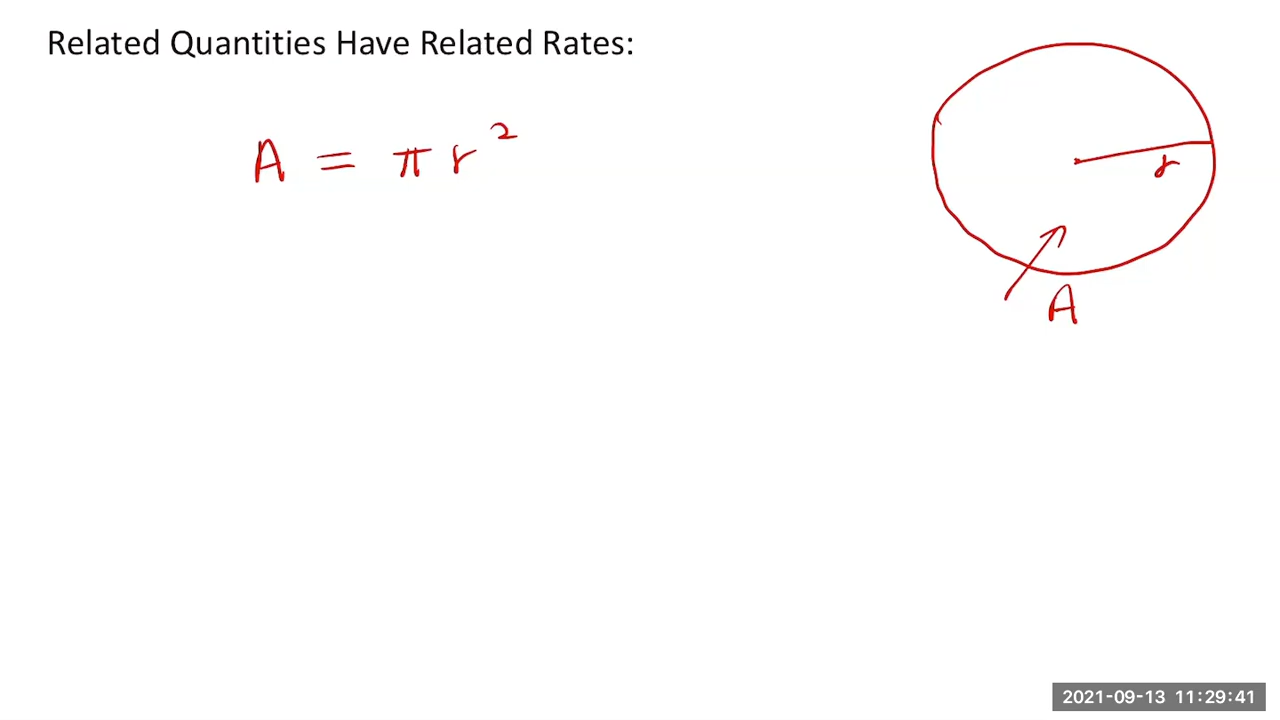 Related Quantities Have Related Rates:
A = πr²
r
A
2021-09-13 11:29:41